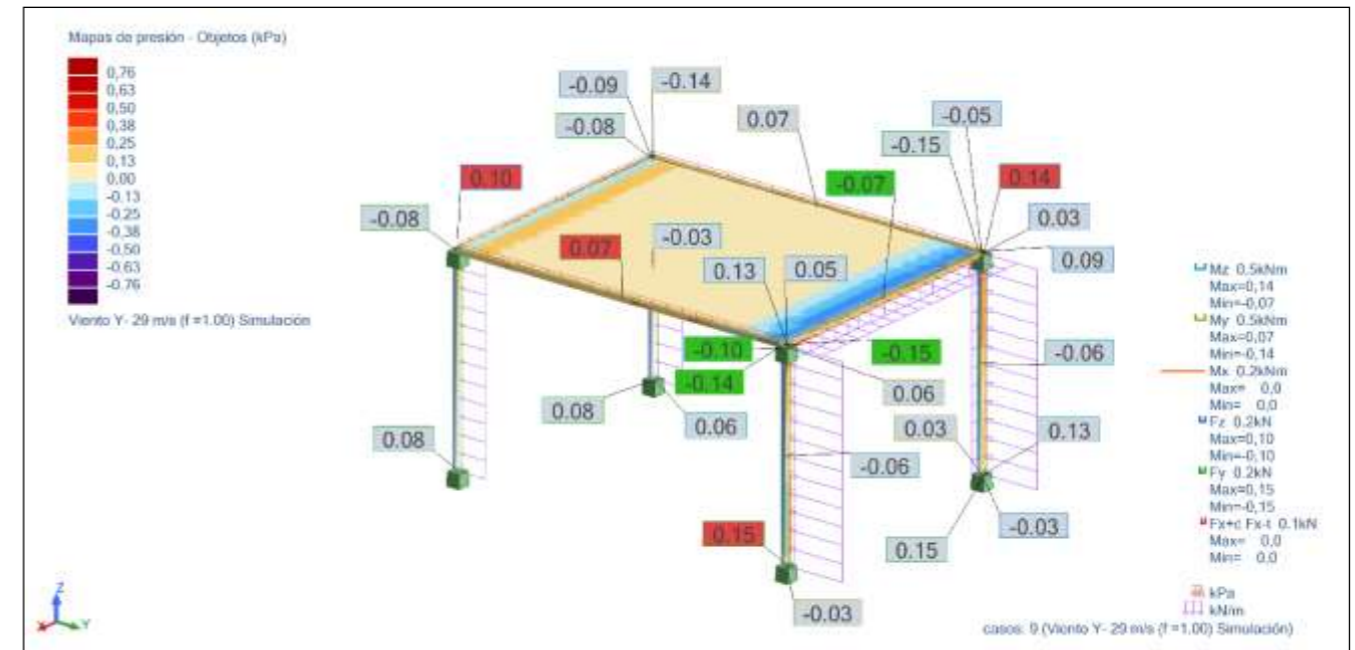 Mapas de presión - Objetos (kPa)
0,76
0,63
0,50
0,38
0,25
0,13
0,00
-0.13
-0.25
-0.38
-0.50
-0.63
-0.76
Viento Y- 29 m/s (f =1.00) Simulación
-0.09
-0.14
-0.08
0.07
-0.05
-0.15
0.10
-0.07
0.14
-0.08
0.03
0.07
-0.03
0.09
0.13
0.05
-0.10
-0.15
-0.06
-0.14
0.06
0.08
0.06
0.03
0.13
0.08
-0.06
0.15
0.15
-0.03
-0.03
Mz 0.5kNm
Max=0,14
Min=-0,07
My 0.5kNm
Max=0,07
Min=-0,14
Mx 0.2kNm
Max= 0,0
Min= 0,0
Fz 0.2kN
Max=0,10
Min=-0,10
Fy 0.2kN
Max=0,15
Min=-0,15
Fx+c Fx-t 0.1kN
Max= 0,0
Min= 0,0
kPa
kN/m
casos: 9 (Viento Y- 29 m/s (f =1.00) Simulación)
Z
X
Y